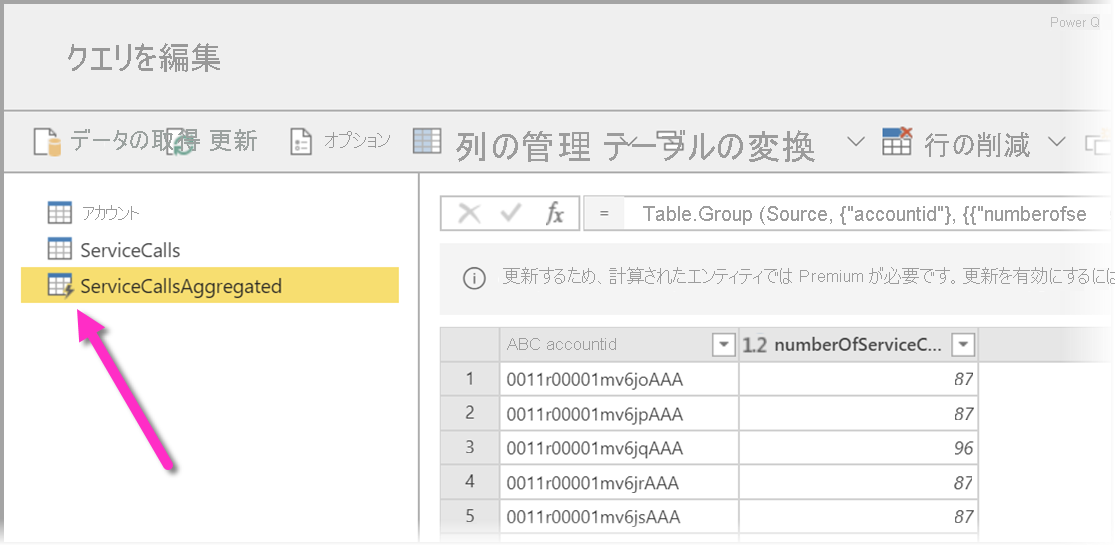 Power Q
クエリを編集
データの取得 更新 オプション 列の管理 テーブルの変換 行の削減
アカウント
ServiceCalls
ServiceCallsAggregated
fx = Table.Group (Source, {"accountid"}, {{"numberofse
更新するため、計算されたエンティティでは Premium が必要です。更新を有効にするには
ABC accountid 1.2 numberOfServiceC...
1 0011r00001mv6joAAA 87
2 0011r00001mv6jpAAA 87
3 0011r00001mv6jqAAA 96
4 0011r00001mv6jrAAA 87
5 0011r00001mv6jsAAA 87